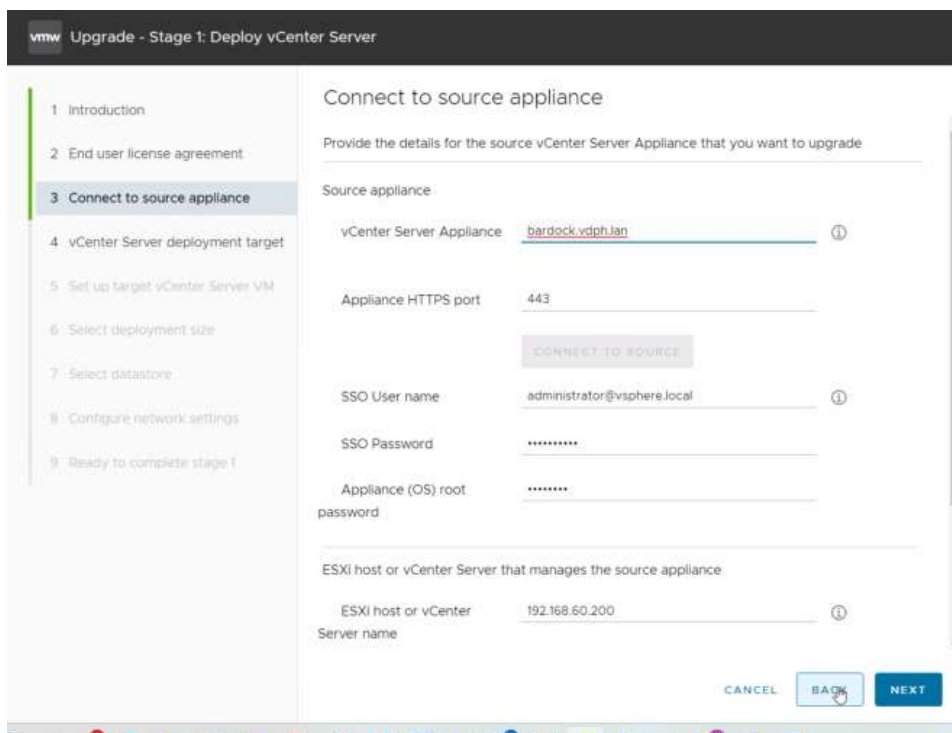 vmw Upgrade - Stage 1: Deploy vCenter Server
1 Introduction
2 End user license agreement
3 Connect to source appliance
4 vCenter Server deployment target
5 Set up target vCenter Server VM
6 Select deployment size
7 Select datastore
8 Configure network settings
9 Ready to complete stage 1
Connect to source appliance
Provide the details for the source vCenter Server Appliance that you want to upgrade
Source appliance
vCenter Server Appliance bardock.vdph.lan
Appliance HTTPS port 443
CONNECT TO SOURCE
SSO User name administrator@vsphere.local
SSO Password ••••••••••
Appliance (OS) root ••••••••
password
ESXi host or vCenter Server that manages the source appliance
ESXi host or vCenter 192.168.60.200
Server name
CANCEL BACK NEXT